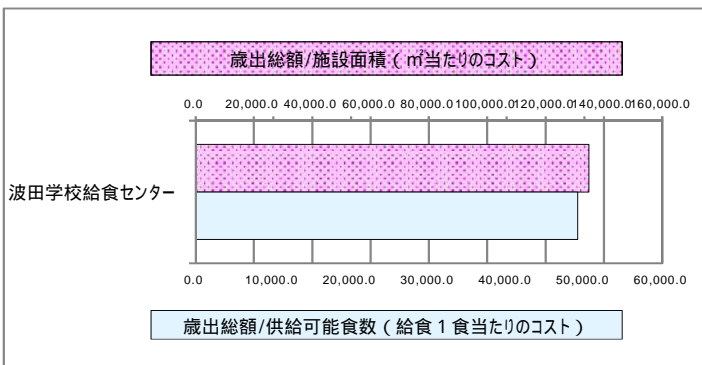 歳出総額/施設面積(㎡当たりのコスト)
0.0 20,000.0 40,000.0 60,000.0 80,000.0 100,000.0 120,000.0 140,000.0 160,000.0
波田学校給食センター
0.0 10,000.0 20,000.0 30,000.0 40,000.0 50,000.0 60,000.0
歳出総額/供給可能食数(給食1食当たりのコスト)